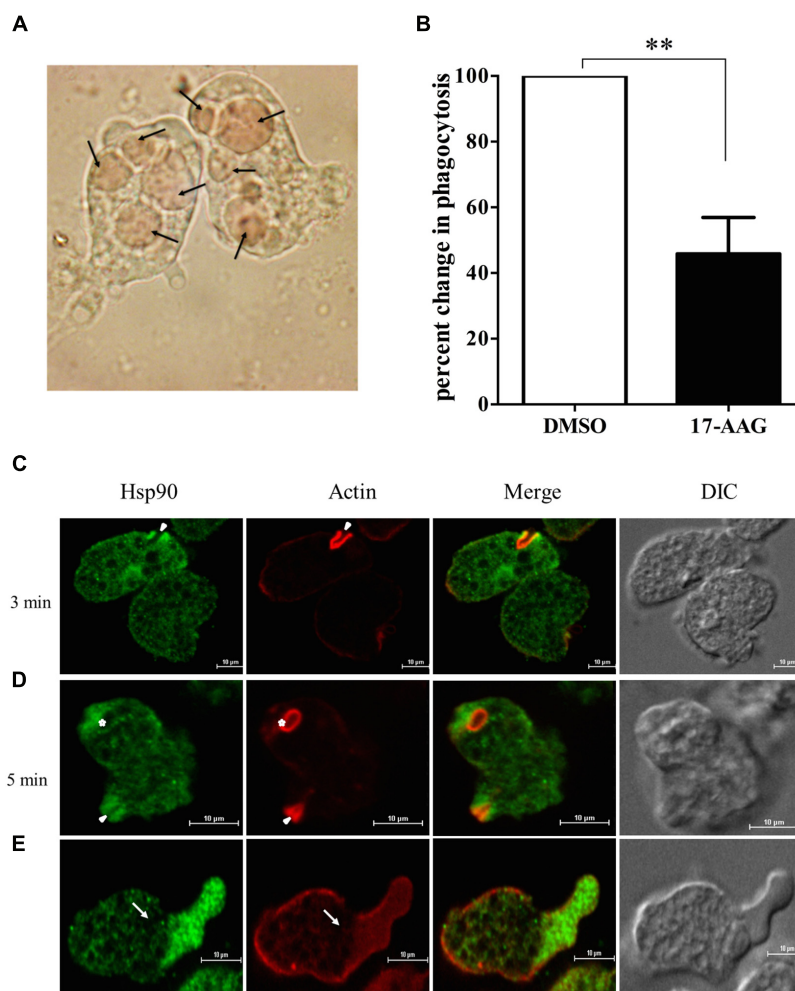 A
B
**
percent change in phagocytosis
100
80
60
40
20
0
DMSO
17-AAG
C
Hsp90
Actin
Merge
DIC
3 min
10 µm
10 µm
10 µm
10 µm
D
5 min
10 µm
10 µm
10 µm
10 µm
E
10 µm
10 µm
10 µm
10 µm